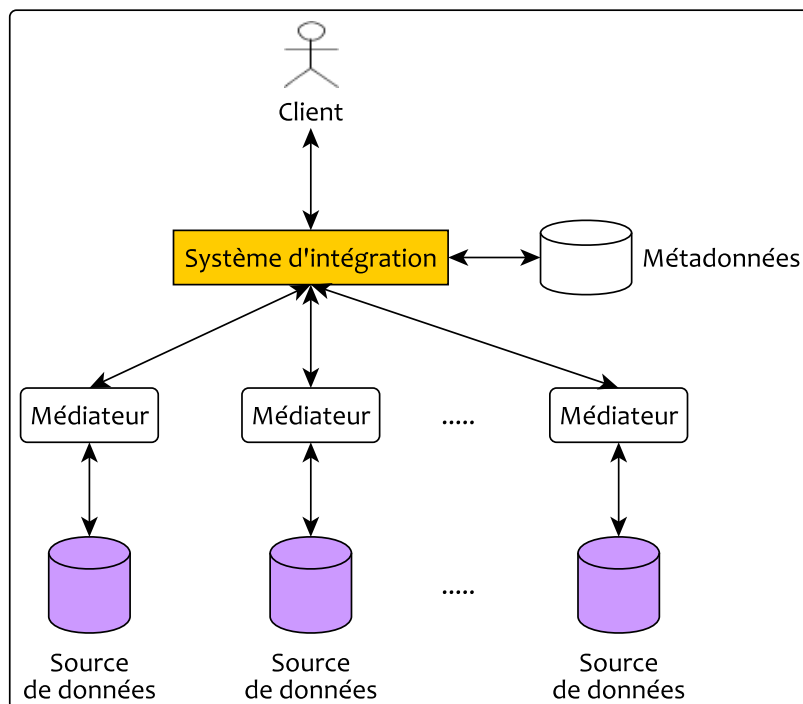 Client
Système d'intégration
Métadonnées
Médiateur
Médiateur
.....
Médiateur
.....
Source
de données
Source
de données
Source
de données